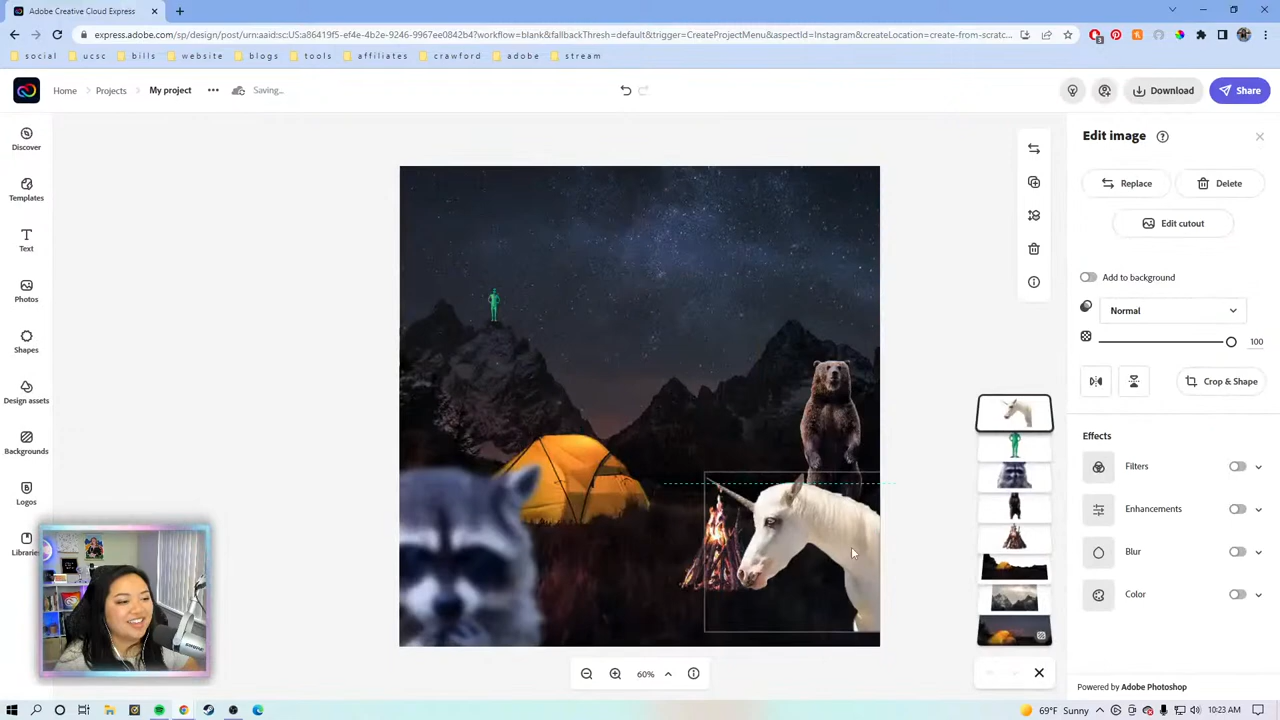 Adobe Creative Cloud Express
express.adobe.com/sp/design/post/urn:aaid:sc:US:a86419f5-ef4e-4b2e-9246-9967ee0842b4?workflow=blank&fallbackThresh=default&trigger=CreateProjectMenu&aspectId=Instagram&createLocation=create-from-scratc...
social
ucsc
bills
website
blogs
tools
affiliates
crawford
adobe
stream
Home
Projects
My project
Saving...
Download
Share
Discover
Templates
Text
Photos
Shapes
Design assets
Backgrounds
Logos
Libraries
Edit image
Replace
Delete
Edit cutout
Add to background
Normal
100
Crop & Shape
Effects
Filters
Enhancements
Blur
Color
60%
Powered by Adobe Photoshop
69°F Sunny
10:23 AM